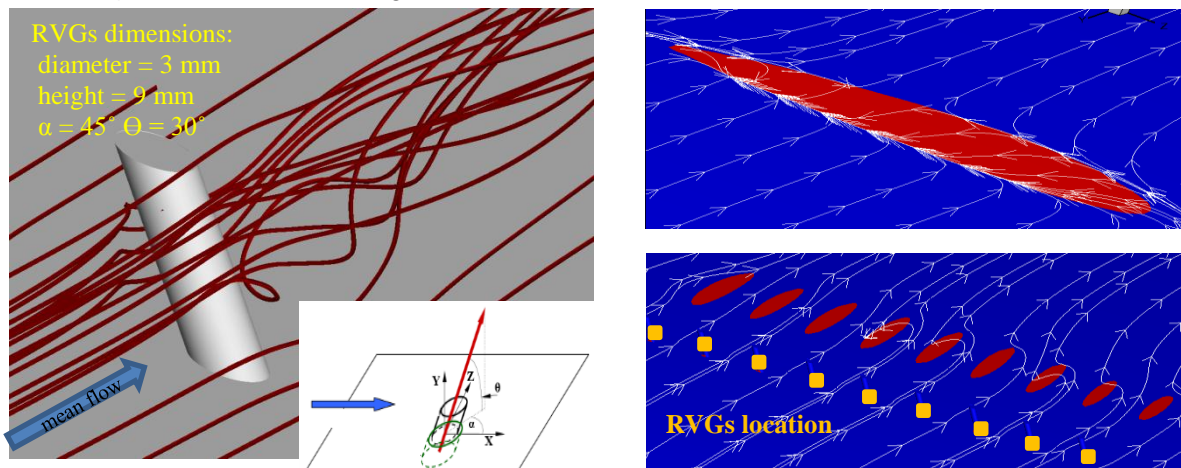 RVGs dimensions:
diameter = 3 mm
height = 9 mm
α = 45˚ Θ = 30˚
mean flow
Y
Z
θ
α
X
Z
RVGs location